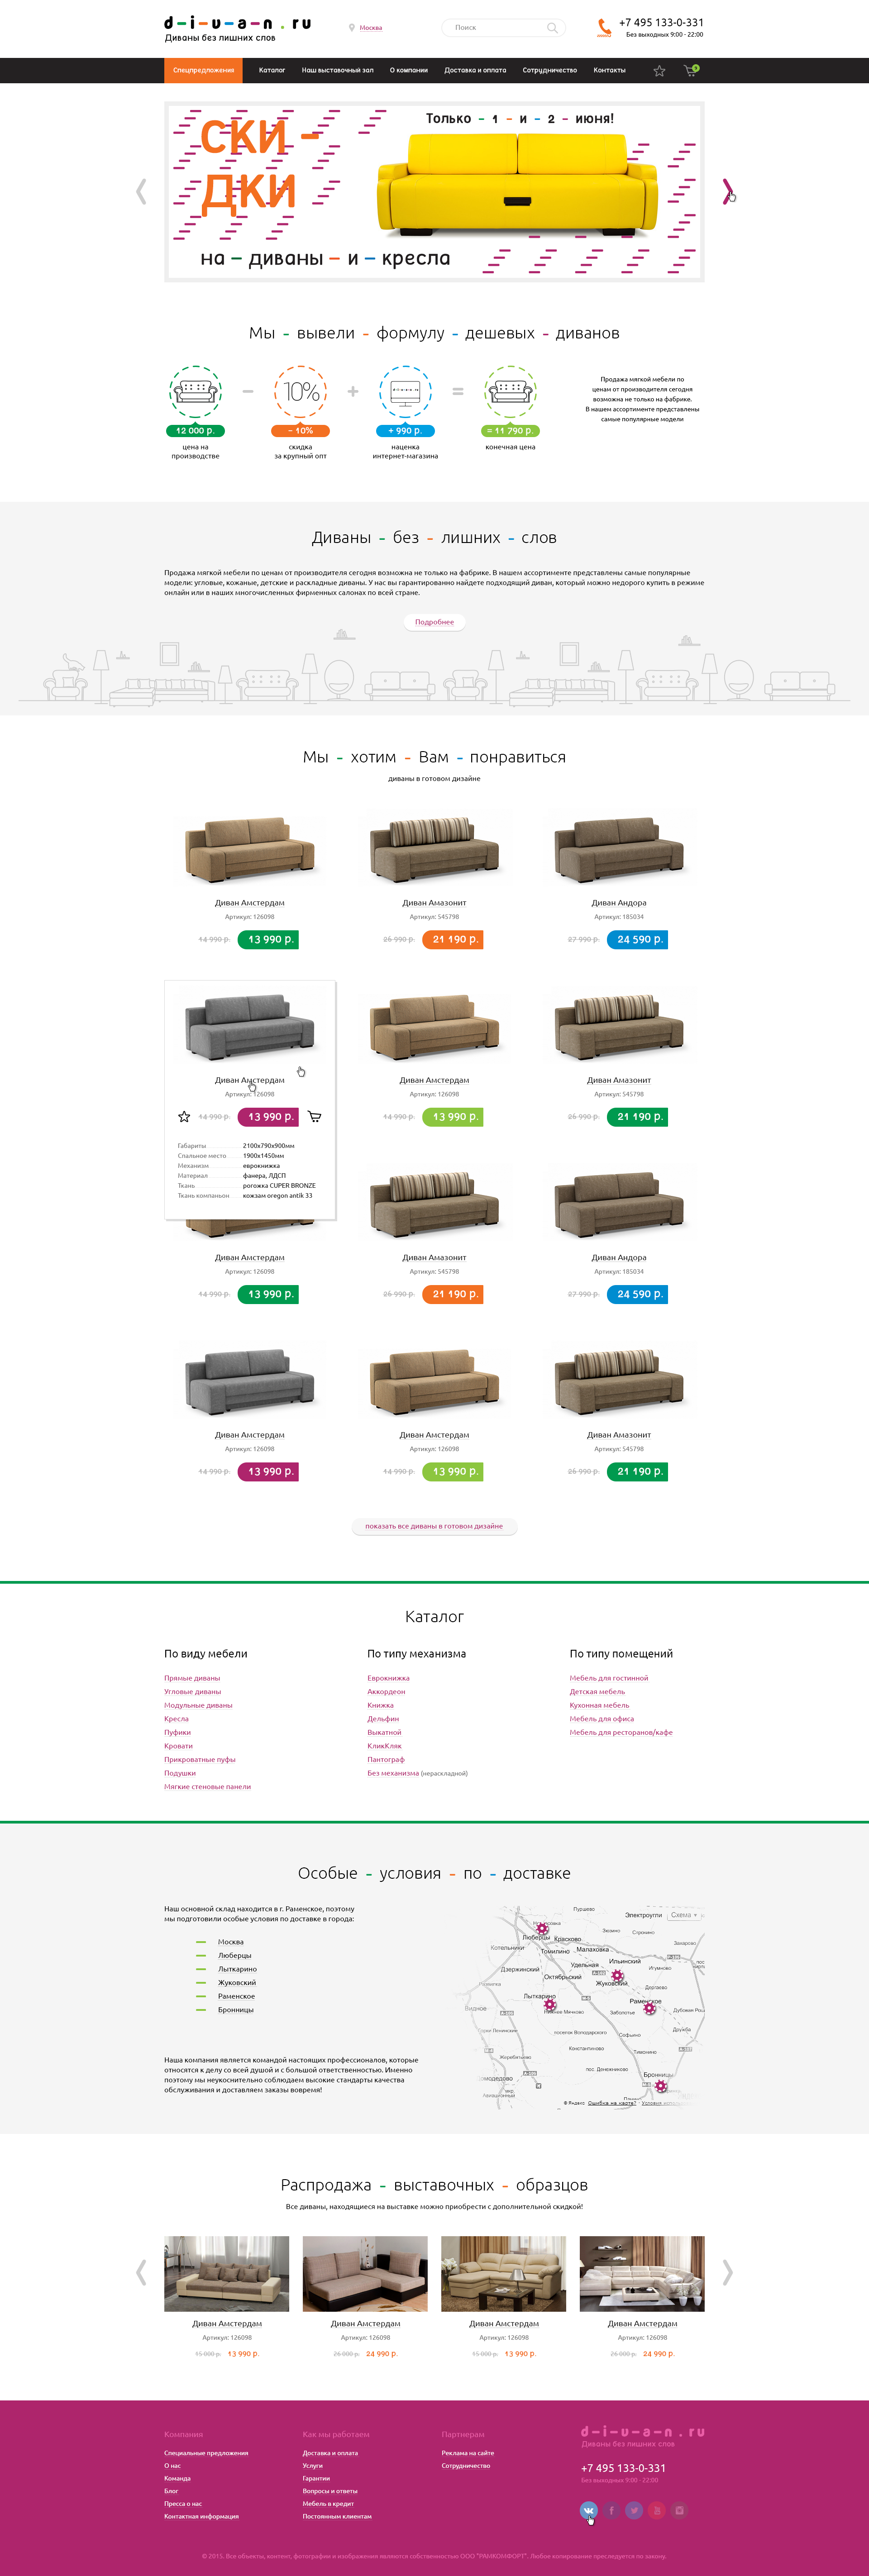 d-i-u-a-n . ru
Диваны без лишних слов
Москва
Поиск
+7 495 133-0-331
Без выходных 9:00 - 22:00
Спецпредложения
Каталог
Наш выставочный зал
О компании
Доставка и оплата
Сотрудничество
Контакты
Только - 1 - и - 2 - июня!
СКИ -
ДКИ
на - диваны - и - кресла
Мы - вывели - формулу - дешевых - диванов
10%
12 000 р.
- 10%
+ 990 р.
= 11 790 р.
цена на
производстве
скидка
за крупный опт
наценка
интернет-магазина
конечная цена
Продажа мягкой мебели по
ценам от производителя сегодня
возможна не только на фабрике.
В нашем ассортименте представлены
самые популярные модели
Диваны - без - лишних - слов
Продажа мягкой мебели по ценам от производителя сегодня возможна не только на фабрике. В нашем ассортименте представлены самые популярные
модели: угловые, кожаные, детские и раскладные диваны. У нас вы гарантированно найдете подходящий диван, который можно недорого купить в режиме
онлайн или в наших многочисленных фирменных салонах по всей стране.
Подробнее
Мы - хотим - Вам - понравиться
диваны в готовом дизайне
Диван Амстердам
Артикул: 126098
14 990 р. 13 990 р.
Диван Амазонит
Артикул: 545798
26 990 р. 21 190 р.
Диван Андора
Артикул: 185034
27 990 р. 24 590 р.
Диван Амстердам
Артикул: 126098
14 990 р. 13 990 р.
Габариты 2100х790х900мм
Спальное место 1900х1450мм
Механизм еврокнижка
Материал фанера, ЛДСП
Ткань рогожка CUPER BRONZE
Ткань компаньон кожзам oregon antik 33
Диван Амстердам
Артикул: 126098
14 990 р. 13 990 р.
Диван Амазонит
Артикул: 545798
26 990 р. 21 190 р.
Диван Амстердам
Артикул: 126098
14 990 р. 13 990 р.
Диван Амазонит
Артикул: 545798
26 990 р. 21 190 р.
Диван Андора
Артикул: 185034
27 990 р. 24 590 р.
Диван Амстердам
Артикул: 126098
14 990 р. 13 990 р.
Диван Амстердам
Артикул: 126098
14 990 р. 13 990 р.
Диван Амазонит
Артикул: 545798
26 990 р. 21 190 р.
показать все диваны в готовом дизайне
Каталог
По виду мебели
Прямые диваны
Угловые диваны
Модульные диваны
Кресла
Пуфики
Кровати
Прикроватные пуфы
Подушки
Мягкие стеновые панели
По типу механизма
Еврокнижка
Аккордеон
Книжка
Дельфин
Выкатной
КликКляк
Пантограф
Без механизма (нераскладной)
По типу помещений
Мебель для гостинной
Детская мебель
Кухонная мебель
Мебель для офиса
Мебель для ресторанов/кафе
Особые - условия - по - доставке
Наш основной склад находится в г. Раменское, поэтому
мы подготовили особые условия по доставке в города:
Москва
Люберцы
Лыткарино
Жуковский
Раменское
Бронницы
Наша компания является командой настоящих профессионалов, которые
относятся к делу со всей душой и с большой ответственностью. Именно
поэтому мы неукоснительно соблюдаем высокие стандарты качества
обслуживания и доставляем заказы вовремя!
Пуршево
Электроугли
Схема
Люберцы
Красково
Котельники
Томилино
Малаховка
Захарово
Дзержинский
Удельная
Ильинский
Игумново
Октябрьский
Жуковский
Лыткарино
Раменское
Видное
Заболотье
поселок Володарского
Софьино
Дружба
Константиново
Тимонино
Жеребятьево
Бронницы
© Яндекс Ошибка на карте?
Распродажа - выставочных - образцов
Все диваны, находящиеся на выставке можно приобрести с дополнительной скидкой!
Диван Амстердам
Артикул: 126098
15 000 р. 13 990 р.
Диван Амстердам
Артикул: 126098
26 000 р. 24 990 р.
Диван Амстердам
Артикул: 126098
15 000 р. 13 990 р.
Диван Амстердам
Артикул: 126098
26 000 р. 24 990 р.
Компания
Специальные предложения
О нас
Команда
Блог
Пресса о нас
Контактная информация
Как мы работаем
Доставка и оплата
Услуги
Гарантии
Вопросы и ответы
Мебель в кредит
Постоянным клиентам
Партнерам
Реклама на сайте
Сотрудничество
d-i-u-a-n . ru
Диваны без лишних слов
+7 495 133-0-331
Без выходных 9:00 - 22:00
© 2015. Все объекты, контент, фотографии и изображения являются собственностью ООО "РАМКОМФОРТ". Любое копирование преследуется по закону.